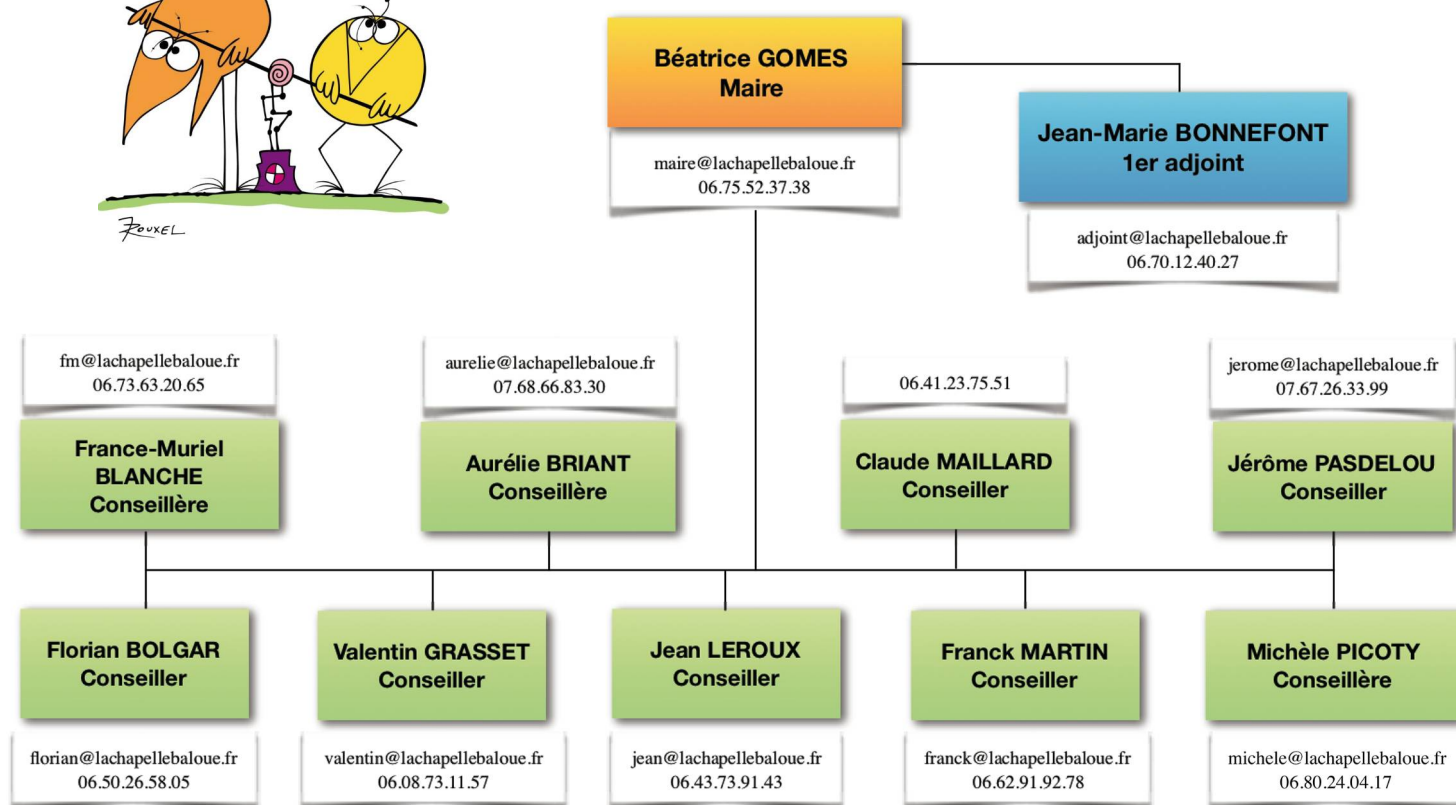 Rouxel
Béatrice GOMES
Maire
maire@lachapellebaloue.fr
06.75.52.37.38
Jean-Marie BONNEFONT
1er adjoint
adjoint@lachapellebaloue.fr
06.70.12.40.27
fm@lachapellebaloue.fr
06.73.63.20.65
France-Muriel
BLANCHE
Conseillère
aurelie@lachapellebaloue.fr
07.68.66.83.30
Aurélie BRIANT
Conseillère
06.41.23.75.51
Claude MAILLARD
Conseiller
jerome@lachapellebaloue.fr
07.67.26.33.99
Jérôme PASDELOU
Conseiller
Florian BOLGAR
Conseiller
florian@lachapellebaloue.fr
06.50.26.58.05
Valentin GRASSET
Conseiller
valentin@lachapellebaloue.fr
06.08.73.11.57
Jean LEROUX
Conseiller
jean@lachapellebaloue.fr
06.43.73.91.43
Franck MARTIN
Conseiller
franck@lachapellebaloue.fr
06.62.91.92.78
Michèle PICOTY
Conseillère
michele@lachapellebaloue.fr
06.80.24.04.17